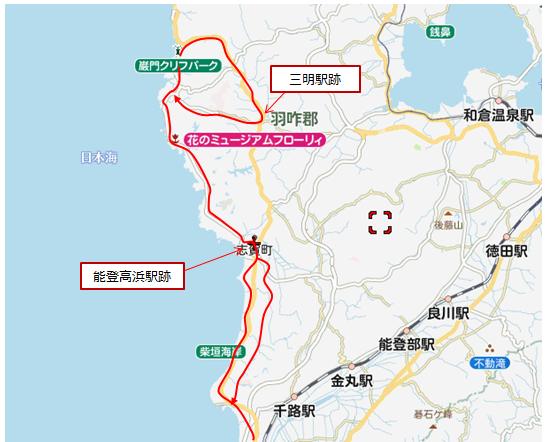 銭鼻
巌門クリフパーク
三明駅跡
和倉温泉駅
羽咋郡
花のミュージアムフローリィ
日本海
後藤山
志賀町
徳田駅
能登高浜駅跡
良川駅
能登部駅
柴垣海岸
不動滝
金丸駅
千路駅
碁石ケ峰